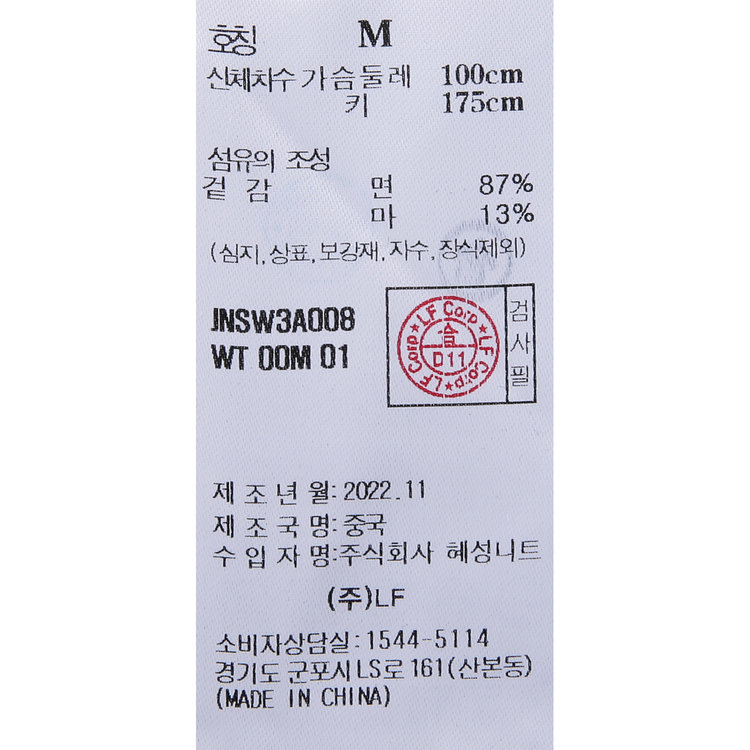 호칭 M
신체치수 가슴둘레 100cm
키 175cm
섬유의 조성
겉 감 면 87%
마 13%
(심지, 상표, 보강재, 자수, 장식제외)
JNSW3A008
WT 00M 01
LF Corp ★ LF Corp ★ LF Corp ★
合
D11
검사필
제 조 년 월: 2022.11
제 조 국 명: 중국
수 입 자 명:주식회사 혜성니트
(주)LF
소비자상담실: 1544-5114
경기도 군포시 LS로 161(산본동)
(MADE IN CHINA)